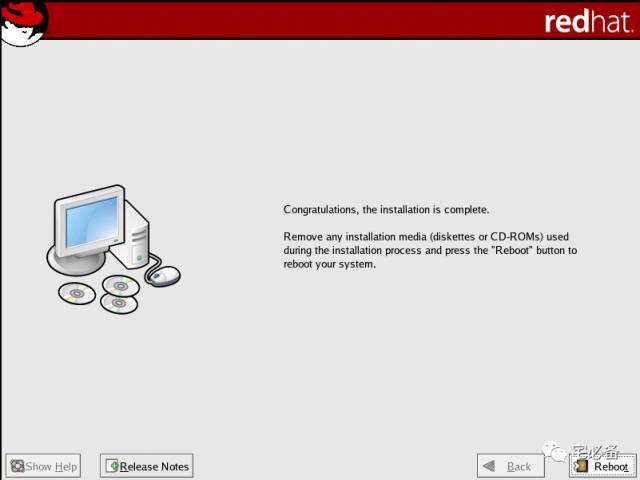 redhat.
Congratulations, the installation is complete.
Remove any installation media (diskettes or CD-ROMs) used
during the installation process and press the "Reboot" button to
reboot your system.
Show Help
Release Notes
Back
宅必备
Reboot